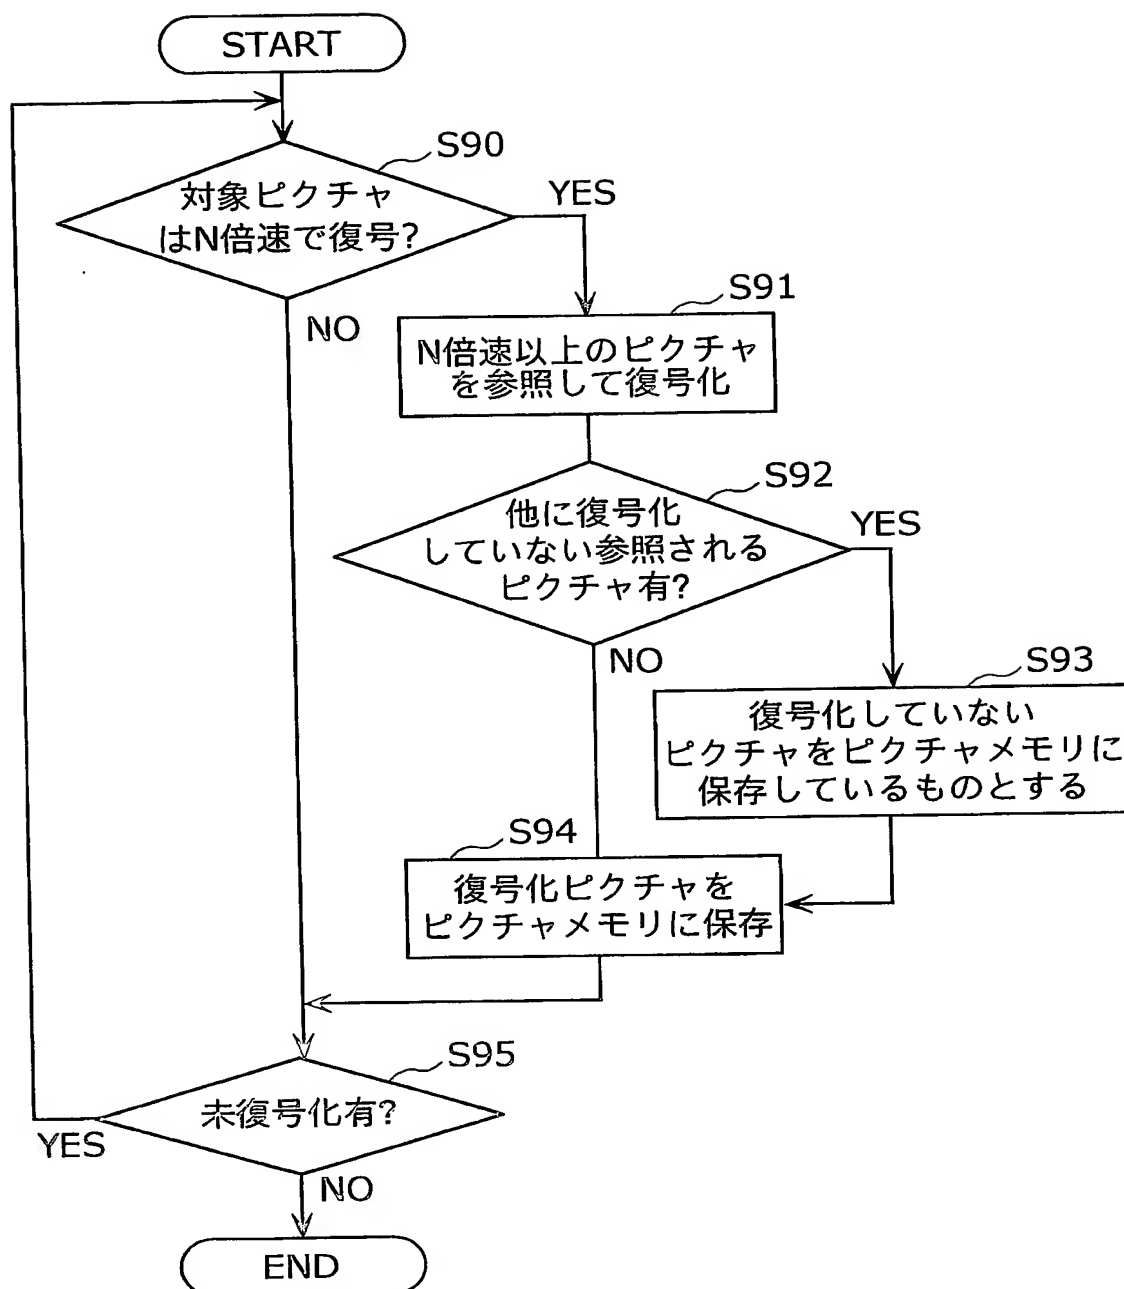 START
S90
対象ピクチャ
はN倍速で復号?
YES
NO
S91
N倍速以上のピクチャ
を参照して復号化
S92
他に復号化
していない参照される
ピクチャ有?
YES
NO
S93
復号化していない
ピクチャをピクチャメモリに
保存しているものとする
S94
復号化ピクチャを
ピクチャメモリに保存
S95
未復号化有?
YES
NO
END